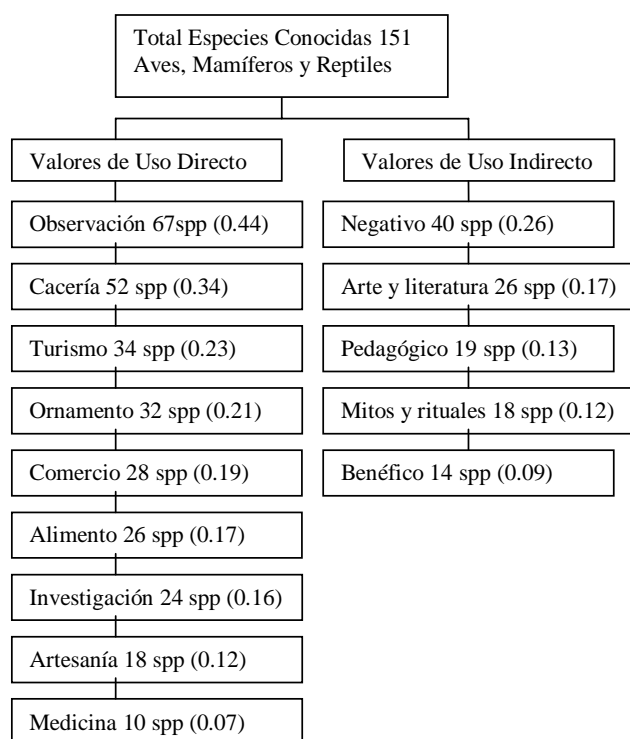 Total Especies Conocidas 151
Aves, Mamíferos y Reptiles
Valores de Uso Directo
Observación 67spp (0.44)
Cacería 52 spp (0.34)
Turismo 34 spp (0.23)
Ornamento 32 spp (0.21)
Comercio 28 spp (0.19)
Alimento 26 spp (0.17)
Investigación 24 spp (0.16)
Artesanía 18 spp (0.12)
Medicina 10 spp (0.07)
Valores de Uso Indirecto
Negativo 40 spp (0.26)
Arte y literatura 26 spp (0.17)
Pedagógico 19 spp (0.13)
Mitos y rituales 18 spp (0.12)
Benéfico 14 spp (0.09)